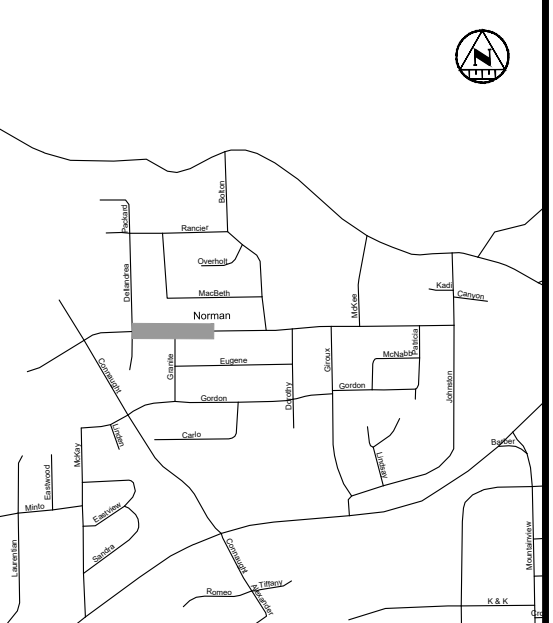 N
Bolton
Packard
Rancier
Overholt
Dellandrea
Kadi
Canyon
MacBeth
McKee
Norman
Patricia
Giroux
McNabb
Granite
Eugene
Connaught
Johnston
Dorothy
Gordon
Gordon
Linden
Carlo
Barber
McKay
Lindsay
Eastwood
Minto
Eastview
Mountainview
Laurentian
Sandra
Connaught
Tiffany
Romeo
Alexander
K & K